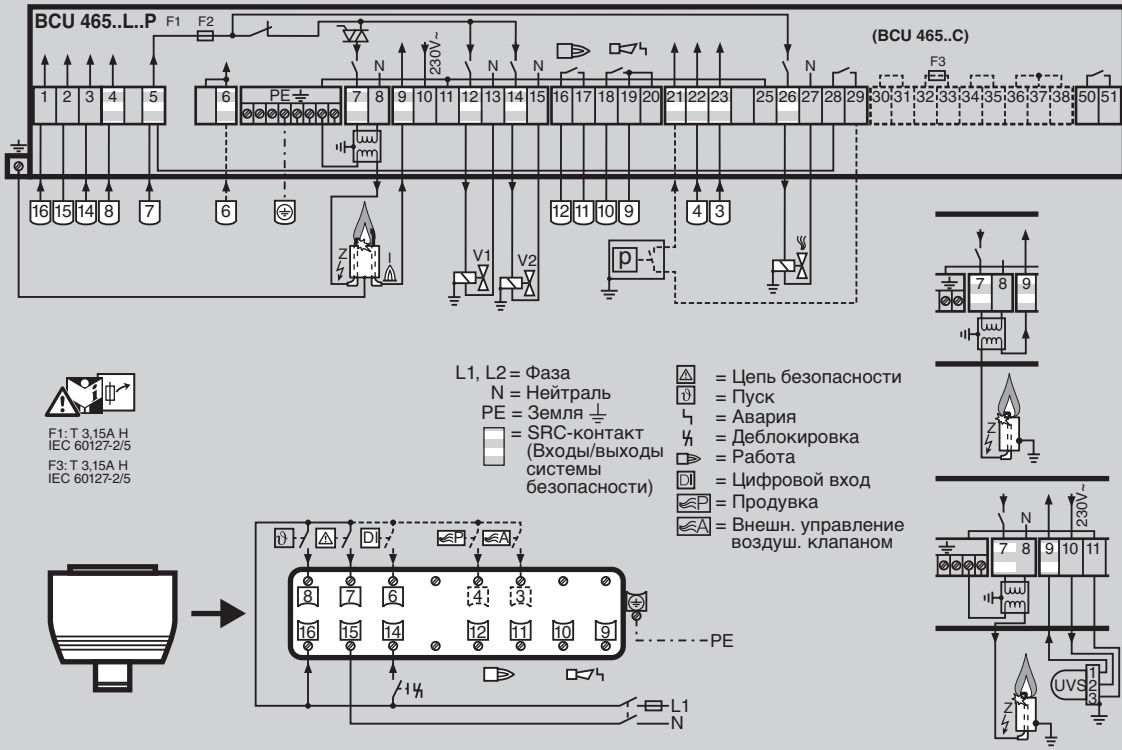 BCU 465..L..P F1 F2
(BCU 465..C)
F3
230V~
N N N N
1 2 3 4 5 6 PE 7 8 9 10 11 12 13 14 15 16 17 18 19 20 21 22 23 25 26 27 28 29 30 31 32 33 34 35 36 37 38 50 51
16 15 14 8 7 6 12 11 10 9 4 3
Z I V1 V2 p
7 8 9
Z
F1: T 3,15A H
IEC 60127-2/5
F3: T 3,15A H
IEC 60127-2/5
L1, L2 = Фаза
N = Нейтраль
PE = Земля
= SRC-контакт
(Входы/выходы
системы
безопасности)
= Цепь безопасности
ϑ = Пуск
= Авария
= Деблокировка
= Работа
DI = Цифровой вход
P = Продувка
A = Внешн. управление
воздуш. клапаном
ϑ DI P A
8 7 6 4 3
16 15 14 12 11 10 9
PE
L1
N
N 230V~
7 8 9 10 11
Z UVS 1 2 3